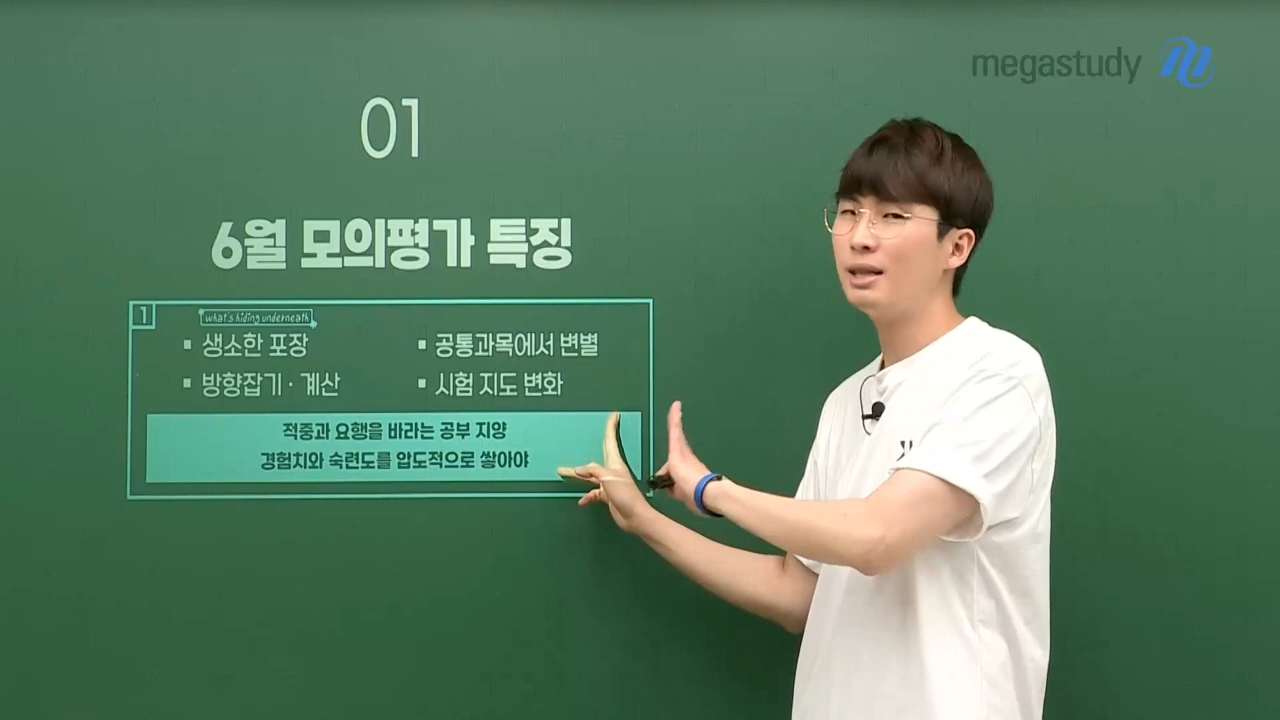 megastudy
01
6월 모의평가 특징
1
what's hiding underneath
▪ 생소한 포장
▪ 공통과목에서 변별
▪ 방향잡기 · 계산
▪ 시험 지도 변화
적중과 요행을 바라는 공부 지양
경험치와 숙련도를 압도적으로 쌓아야